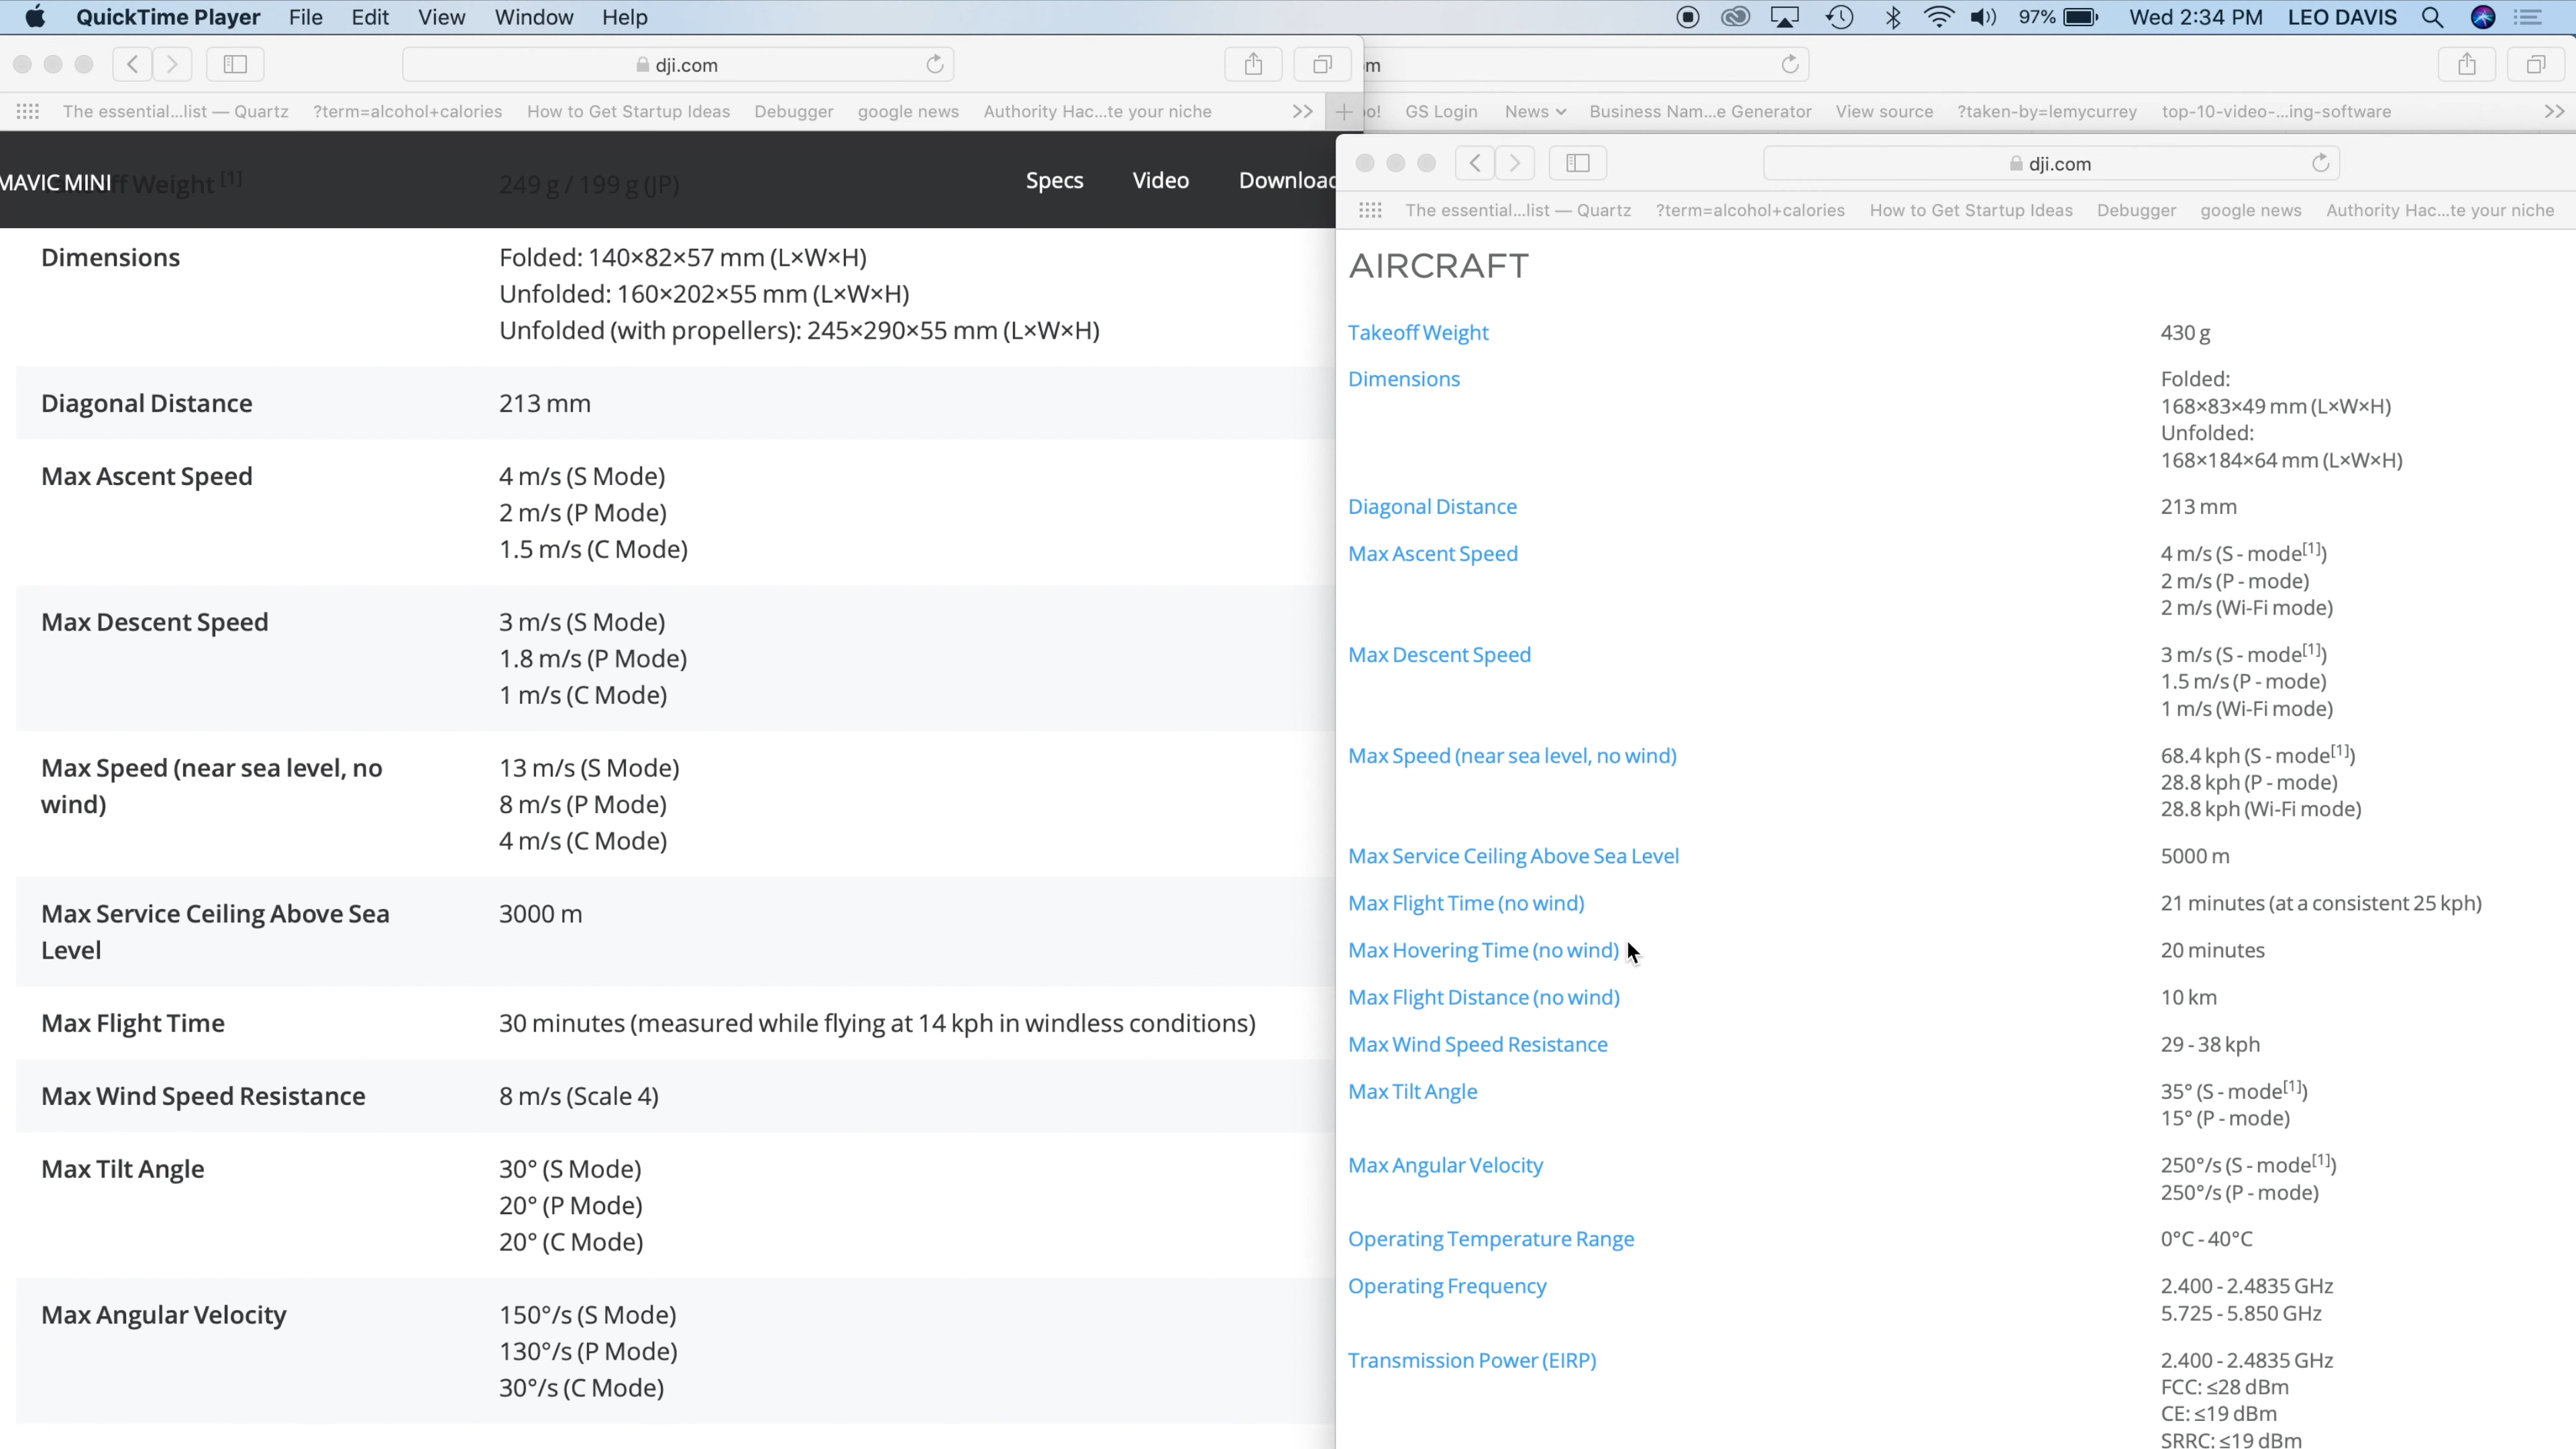 QuickTime Player File Edit View Window Help 97% Wed 2:34 PM LEO DAVIS
dji.com
The essential...list — Quartz ?term=alcohol+calories How to Get Startup Ideas Debugger google news Authority Hac...te your niche
MAVIC MINI
ff Weight [1] 249 g / 199 g (JP)
Specs Video Download
Dimensions Folded: 140×82×57 mm (L×W×H)
Unfolded: 160×202×55 mm (L×W×H)
Unfolded (with propellers): 245×290×55 mm (L×W×H)
Diagonal Distance 213 mm
Max Ascent Speed 4 m/s (S Mode)
2 m/s (P Mode)
1.5 m/s (C Mode)
Max Descent Speed 3 m/s (S Mode)
1.8 m/s (P Mode)
1 m/s (C Mode)
Max Speed (near sea level, no 13 m/s (S Mode)
wind) 8 m/s (P Mode)
4 m/s (C Mode)
Max Service Ceiling Above Sea 3000 m
Level
Max Flight Time 30 minutes (measured while flying at 14 kph in windless conditions)
Max Wind Speed Resistance 8 m/s (Scale 4)
Max Tilt Angle 30° (S Mode)
20° (P Mode)
20° (C Mode)
Max Angular Velocity 150°/s (S Mode)
130°/s (P Mode)
30°/s (C Mode)
m
o! GS Login News Business Nam...e Generator View source ?taken-by=lemycurrey top-10-video-...ing-software
dji.com
The essential...list — Quartz ?term=alcohol+calories How to Get Startup Ideas Debugger google news Authority Hac...te your niche
AIRCRAFT
Takeoff Weight 430 g
Dimensions Folded:
168×83×49 mm (L×W×H)
Unfolded:
168×184×64 mm (L×W×H)
Diagonal Distance 213 mm
Max Ascent Speed 4 m/s (S - mode[1])
2 m/s (P - mode)
2 m/s (Wi-Fi mode)
Max Descent Speed 3 m/s (S - mode[1])
1.5 m/s (P - mode)
1 m/s (Wi-Fi mode)
Max Speed (near sea level, no wind) 68.4 kph (S - mode[1])
28.8 kph (P - mode)
28.8 kph (Wi-Fi mode)
Max Service Ceiling Above Sea Level 5000 m
Max Flight Time (no wind) 21 minutes (at a consistent 25 kph)
Max Hovering Time (no wind) 20 minutes
Max Flight Distance (no wind) 10 km
Max Wind Speed Resistance 29 - 38 kph
Max Tilt Angle 35° (S - mode[1])
15° (P - mode)
Max Angular Velocity 250°/s (S - mode[1])
250°/s (P - mode)
Operating Temperature Range 0°C - 40°C
Operating Frequency 2.400 - 2.4835 GHz
5.725 - 5.850 GHz
Transmission Power (EIRP) 2.400 - 2.4835 GHz
FCC: ≤28 dBm
CE: ≤19 dBm
SRRC: ≤19 dBm